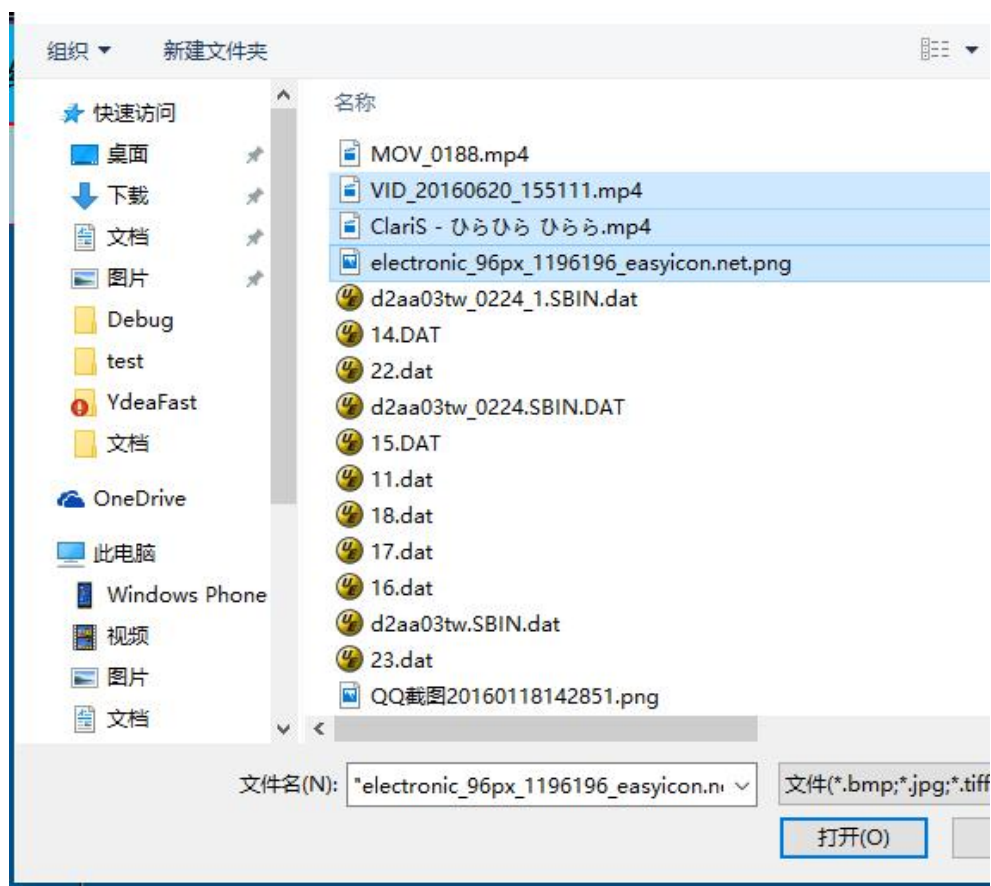 组织 新建文件夹
快速访问
桌面
下载
文档
图片
Debug
test
YdeaFast
文档
OneDrive
此电脑
Windows Phone
视频
图片
文档
名称
MOV_0188.mp4
VID_20160620_155111.mp4
ClariS - ひらひら ひらら.mp4
electronic_96px_1196196_easyicon.net.png
d2aa03tw_0224_1.SBIN.dat
14.DAT
22.dat
d2aa03tw_0224.SBIN.DAT
15.DAT
11.dat
18.dat
17.dat
16.dat
d2aa03tw.SBIN.dat
23.dat
QQ截图20160118142851.png
文件名(N): "electronic_96px_1196196_easyicon.n 文件(*.bmp;*.jpg;*.tiff
打开(O)